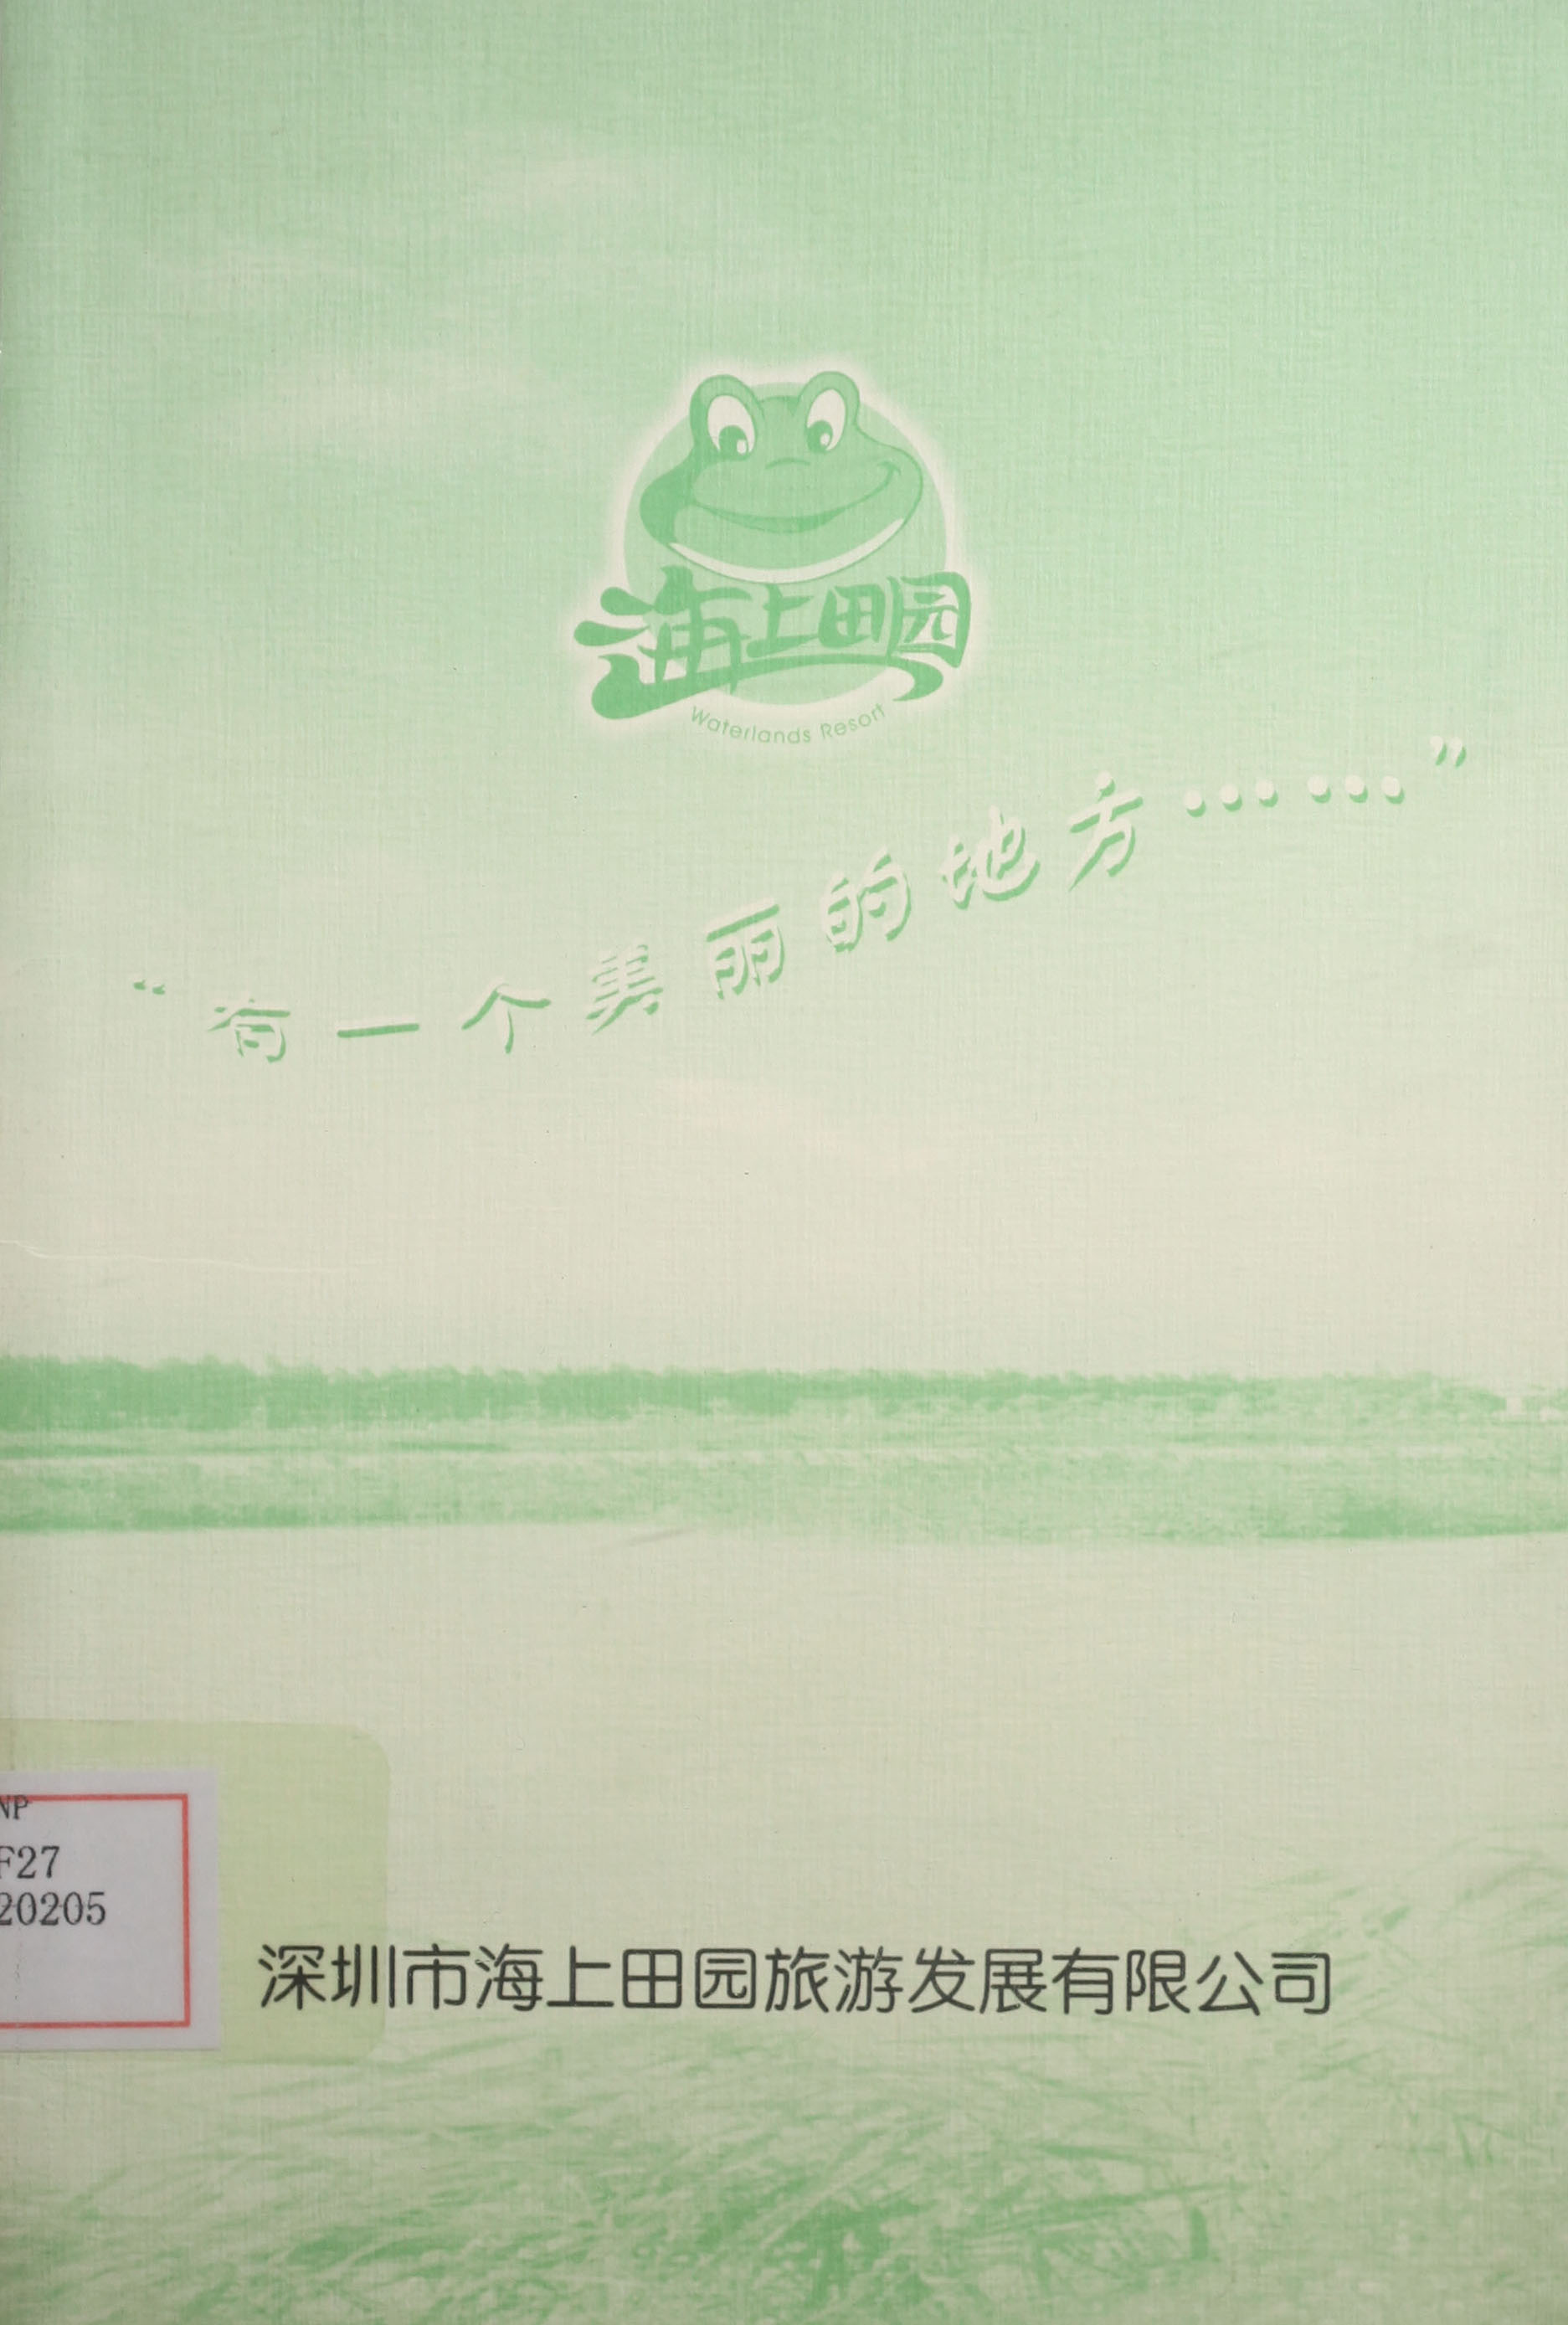 海上田园
Waterlands Resort
“有一个美丽的地方……”
NP
F27
20205
深圳市海上田园旅游发展有限公司